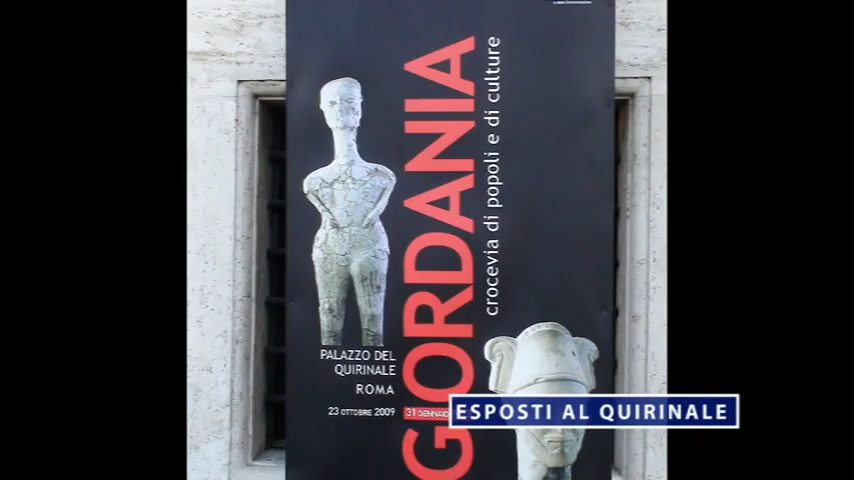 GIORDANIA
crocevia di popoli e di culture
PALAZZO DEL
QUIRINALE
ROMA
23 OTTOBRE 2009 31 GENNAIO
ESPOSTI AL QUIRINALE